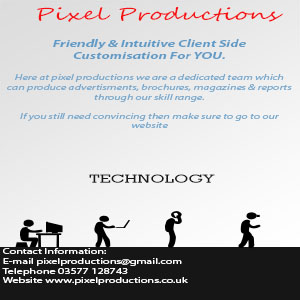 Pixel Productions
Friendly & Intuitive Client Side
Customisation For YOU.
Here at pixel productions we are a dedicated team which
can produce advertisments, brochures, magazines & reports
through our skill range.
If you still need convincing then make sure to go to our
website
TECHNOLOGY
Contact Information:
E-mail pixelproductions@gmail.com
Telephone 03577 128743
Website www.pixelproductions.co.uk